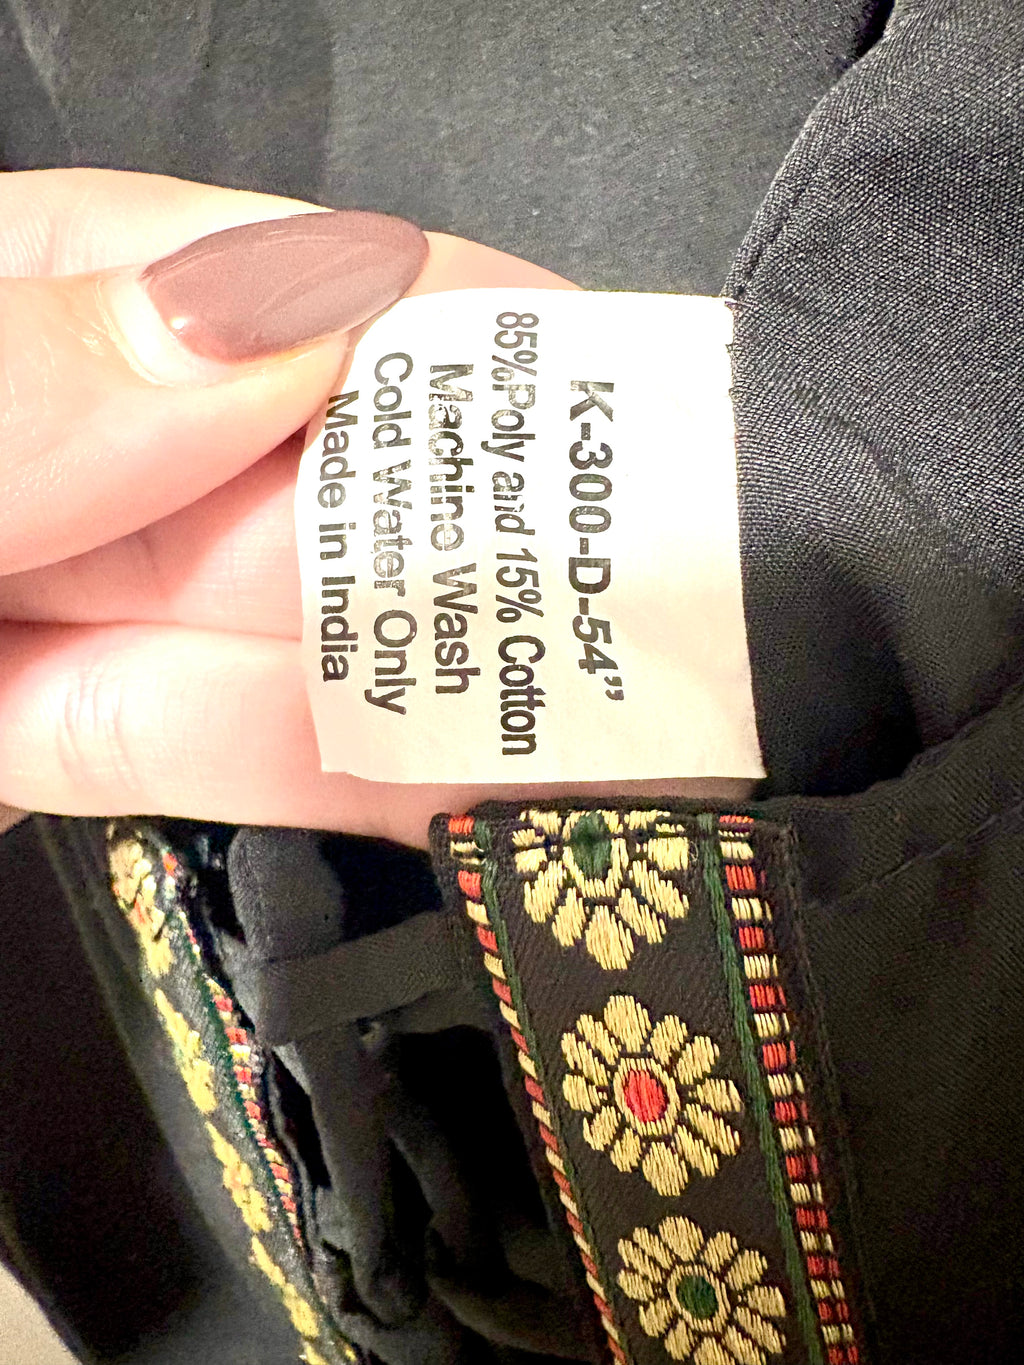 K-300-D-54”
85%Poly and 15% Cotton
Machine Wash
Cold Water Only
Made in India